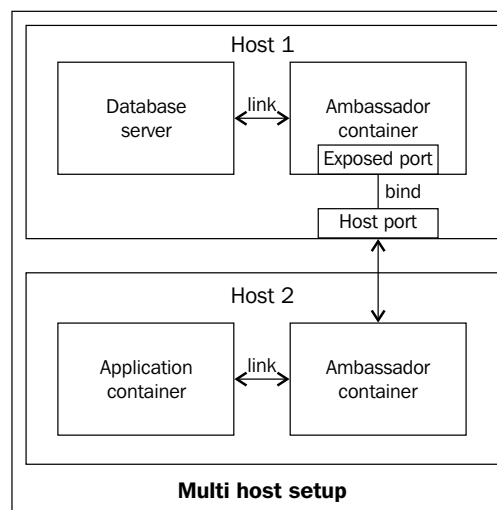 Host 1
Database
server
link
Ambassador
container
Exposed port
bind
Host port
Host 2
Application
container
link
Ambassador
container
Multi host setup